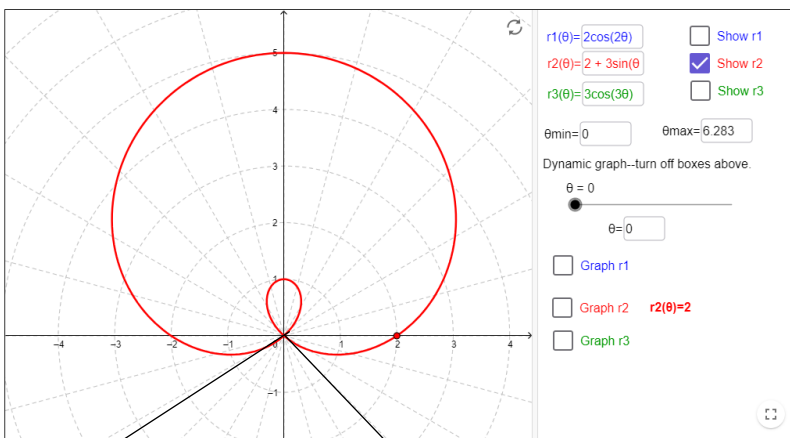 r1(θ)= 2cos(2θ) Show r1
r2(θ)= 2 + 3sin(θ Show r2
r3(θ)= 3cos(3θ) Show r3
θmin= 0 θmax= 6.283
Dynamic graph--turn off boxes above.
θ = 0
θ= 0
Graph r1
Graph r2 r2(θ)=2
Graph r3
5
4
3
2
1
–4 –3 –2 –1 0 1 2 3 4
–1